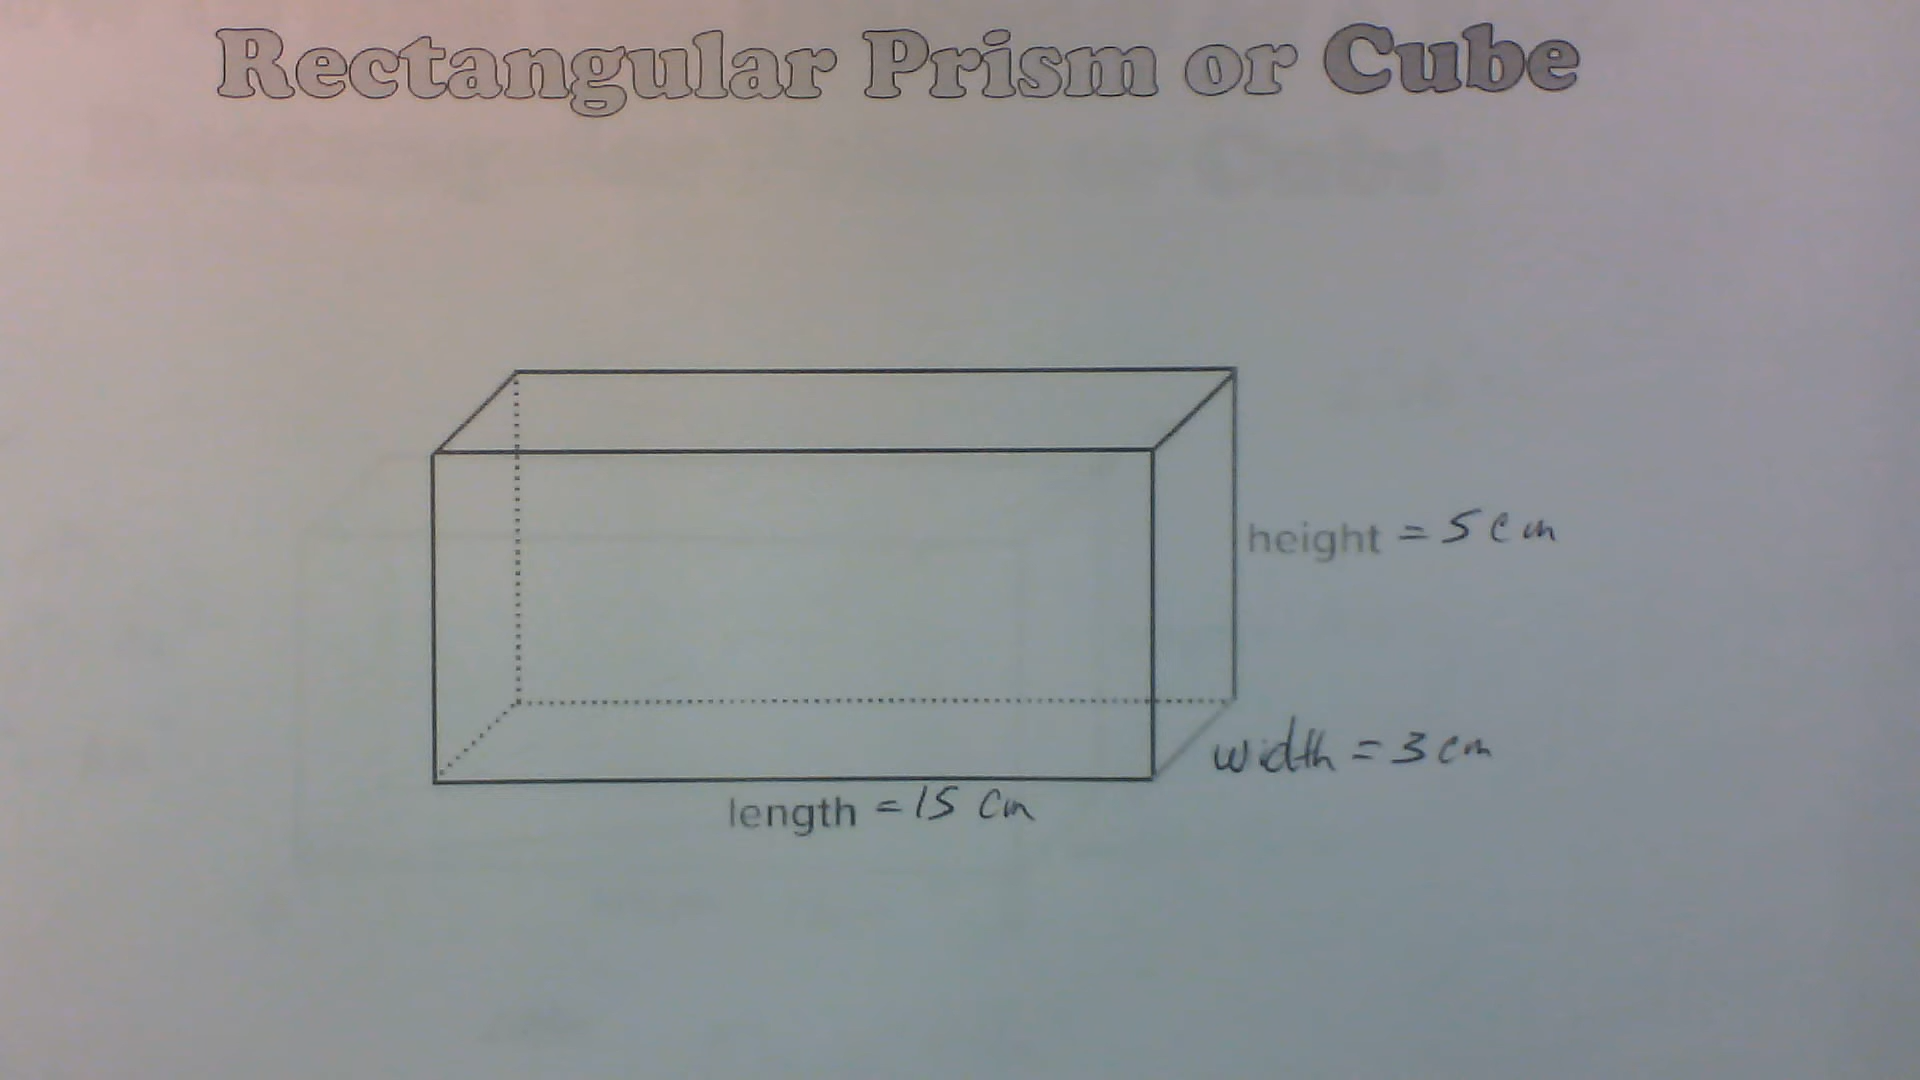 Rectangular Prism or Cube
height = 5 cm
width = 3 cm
length = 15 cm